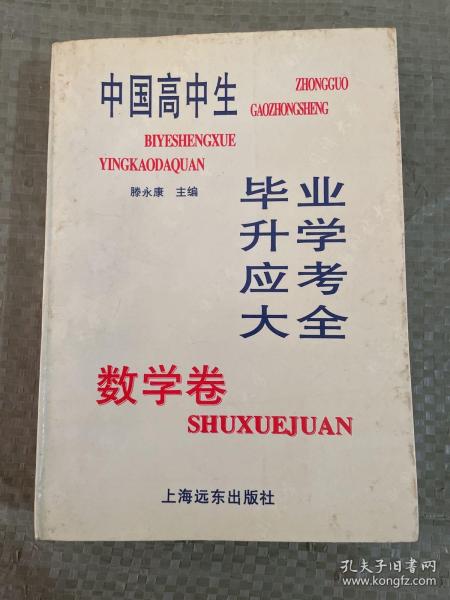 中国高中生
ZHONGGUO
GAOZHONGSHENG
BIYESHENGXUE
YINGKAODAQUAN
滕永康 主编
毕业
升学
应考
大全
数学卷
SHUXUEJUAN
上海远东出版社
孔夫子旧书网
www.kongfz.com